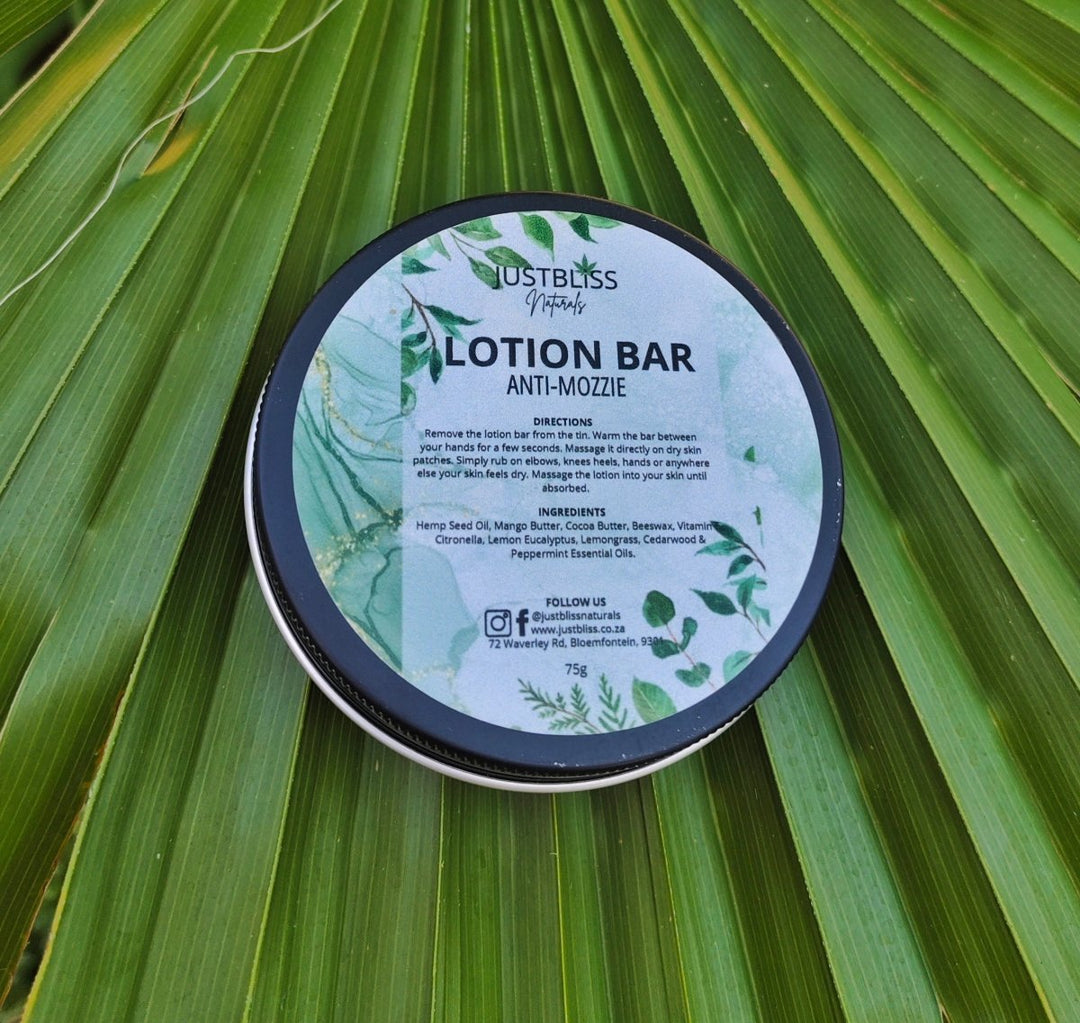 JUSTBLISS
Naturals
LOTION BAR
ANTI-MOZZIE
DIRECTIONS
Remove the lotion bar from the tin. Warm the bar between
your hands for a few seconds. Massage it directly on dry skin
patches. Simply rub on elbows, knees heels, hands or anywhere
else your skin feels dry. Massage the lotion into your skin until
absorbed.
INGREDIENTS
Hemp Seed Oil, Mango Butter, Cocoa Butter, Beeswax, Vitamin
Citronella, Lemon Eucalyptus, Lemongrass, Cedarwood &
Peppermint Essential Oils.
FOLLOW US
@justblissnaturals
www.justbliss.co.za
72 Waverley Rd, Bloemfontein, 9301
75g